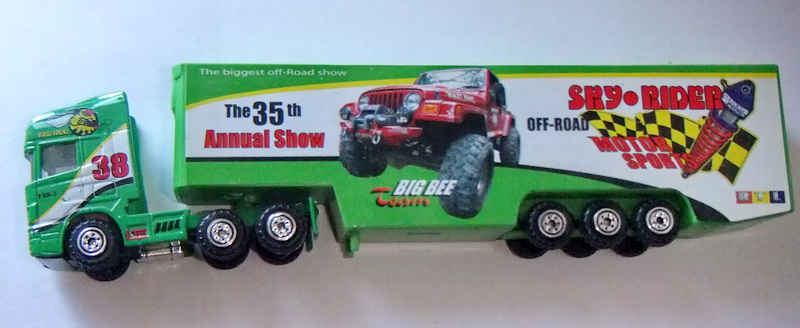 The biggest off-Road show
The 35th
Annual Show
BIG BEE
Team
SKY•RIDER
OFF-ROAD
MOTOR
SPORTS
BIG BEE
38